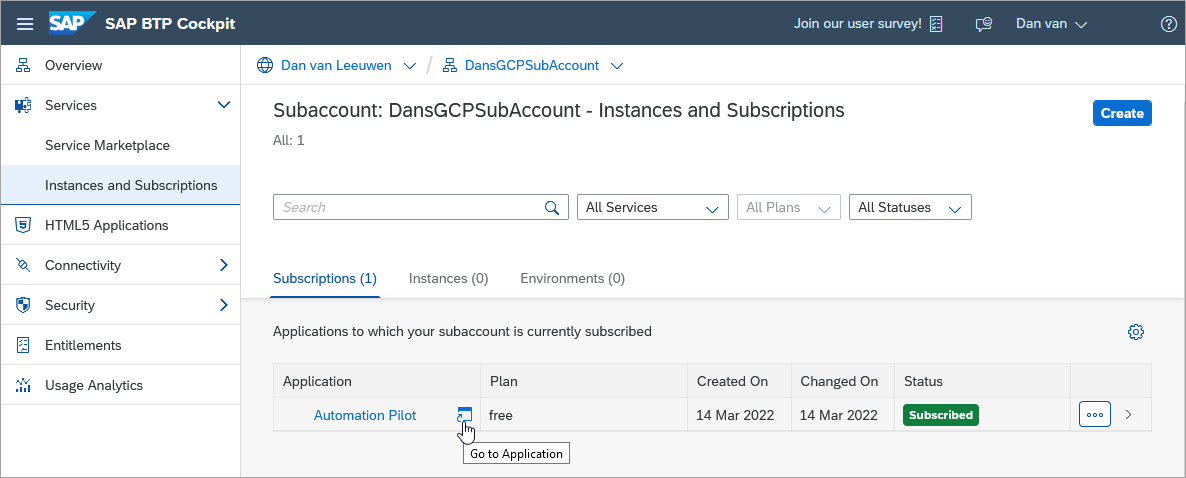 SAP SAP BTP Cockpit Join our user survey! Dan van
Overview
Services
Service Marketplace
Instances and Subscriptions
HTML5 Applications
Connectivity
Security
Entitlements
Usage Analytics
Dan van Leeuwen / DansGCPSubAccount
Subaccount: DansGCPSubAccount - Instances and Subscriptions
Create
All: 1
Search All Services All Plans All Statuses
Subscriptions (1) Instances (0) Environments (0)
Applications to which your subaccount is currently subscribed
Application Plan Created On Changed On Status
Automation Pilot free 14 Mar 2022 14 Mar 2022 Subscribed
Go to Application